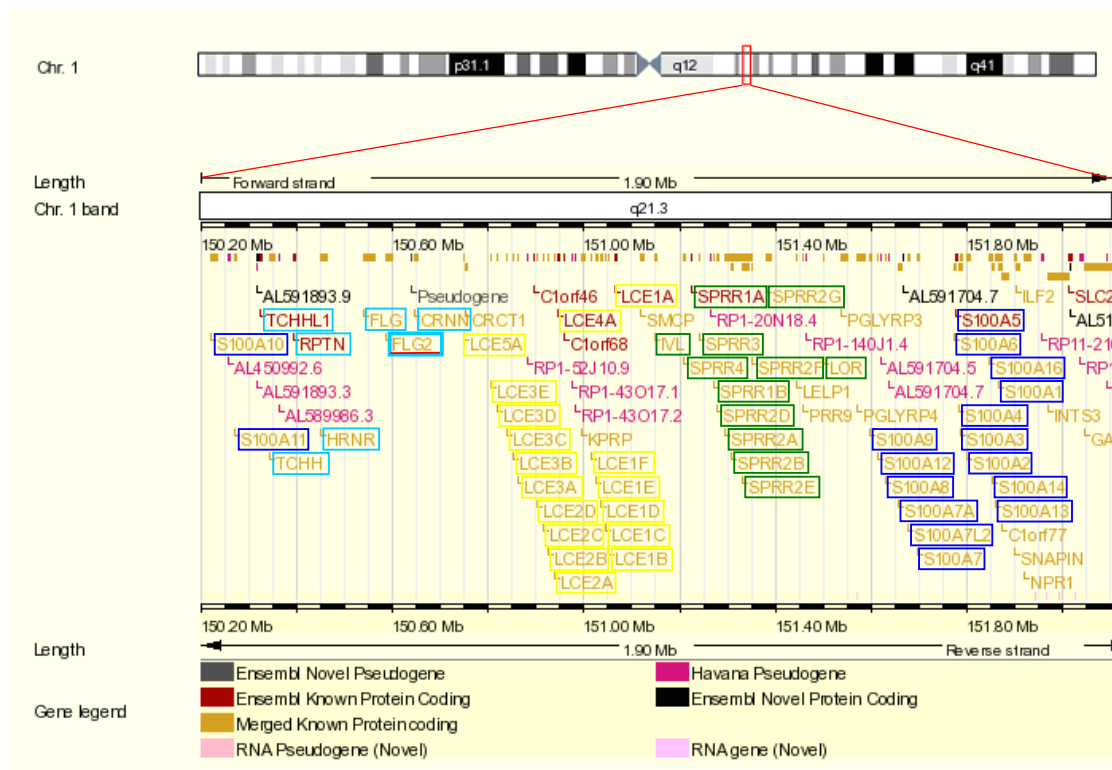 Chr. 1 p31.1 q12 q41
Length Forward strand 1.90 Mb
Chr. 1 band q21.3
150.20 Mb 150.60 Mb 151.00 Mb 151.40 Mb 151.80 Mb
AL591893.9 Pseudogene C1orf46 LCE1A SPRR1A SPRR2G AL591704.7 ILF2 SLC2
TCHHL1 FLG CRNN CRCT1 LCE4A SMCP RP1-20N18.4 PGLYRP3 S100A5 AL51
S100A10 RPTN FLG2 LCE5A C1orf68 IVL SPRR3 RP1-140J1.4 S100A6 RP11-21
AL450992.6 RP1-52J10.9 SPRR4 SPRR2F LOR AL591704.5 S100A16 RP1
AL591893.3 LCE3E RP1-43O17.1 SPRR1B LELP1 AL591704.7 S100A1
AL589986.3 LCE3D RP1-43O17.2 SPRR2D PRR9 PGLYRP4 S100A4 INTS3
S100A11 HRNR LCE3C KPRP SPRR2A S100A9 S100A3 GA
TCHH LCE3B LCE1F SPRR2B S100A12 S100A2
LCE3A LCE1E SPRR2E S100A8 S100A14
LCE2D LCE1D S100A7A S100A13
LCE2C LCE1C S100A7L2 C1orf77
LCE2B LCE1B S100A7 SNAPIN
LCE2A NPR1
150.20 Mb 150.60 Mb 151.00 Mb 151.40 Mb 151.80 Mb
Length 1.90 Mb Reverse strand
Gene legend
Ensembl Novel Pseudogene Havana Pseudogene
Ensembl Known Protein Coding Ensembl Novel Protein Coding
Merged Known Protein coding
RNA Pseudogene (Novel) RNA gene (Novel)